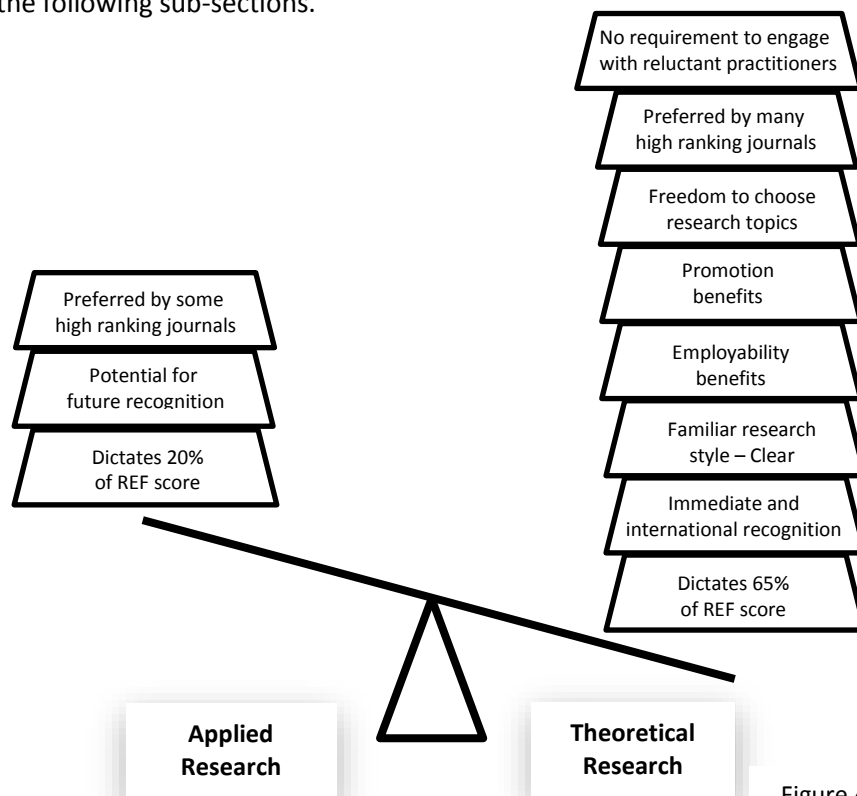 the following sub-sections.
No requirement to engage
with reluctant practitioners
Preferred by many
high ranking journals
Freedom to choose
research topics
Promotion
benefits
Employability
benefits
Familiar research
style – Clear
Immediate and
international recognition
Dictates 65%
of REF score
Preferred by some
high ranking journals
Potential for
future recognition
Dictates 20%
of REF score
Applied
Research
Theoretical
Research
Figure